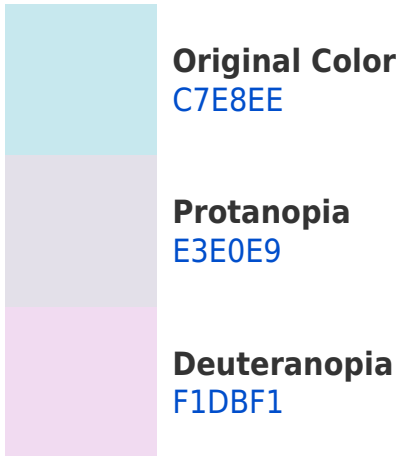 Original Color
C7E8EE
Protanopia
E3E0E9
Deuteranopia
F1DBF1